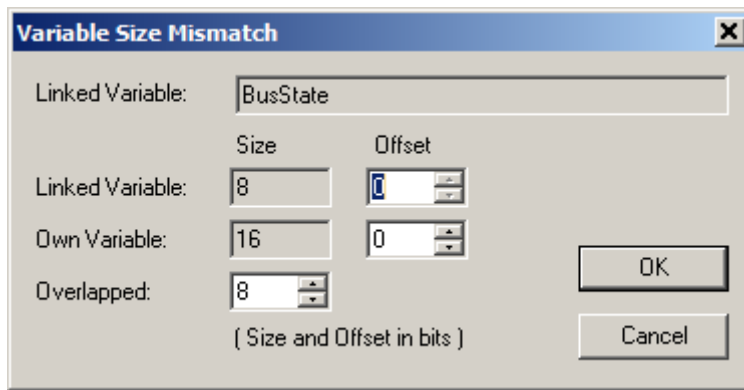 Variable Size Mismatch
Linked Variable: BusState
Size Offset
Linked Variable: 8 0
Own Variable: 16 0
Overlapped: 8
OK
( Size and Offset in bits )
Cancel